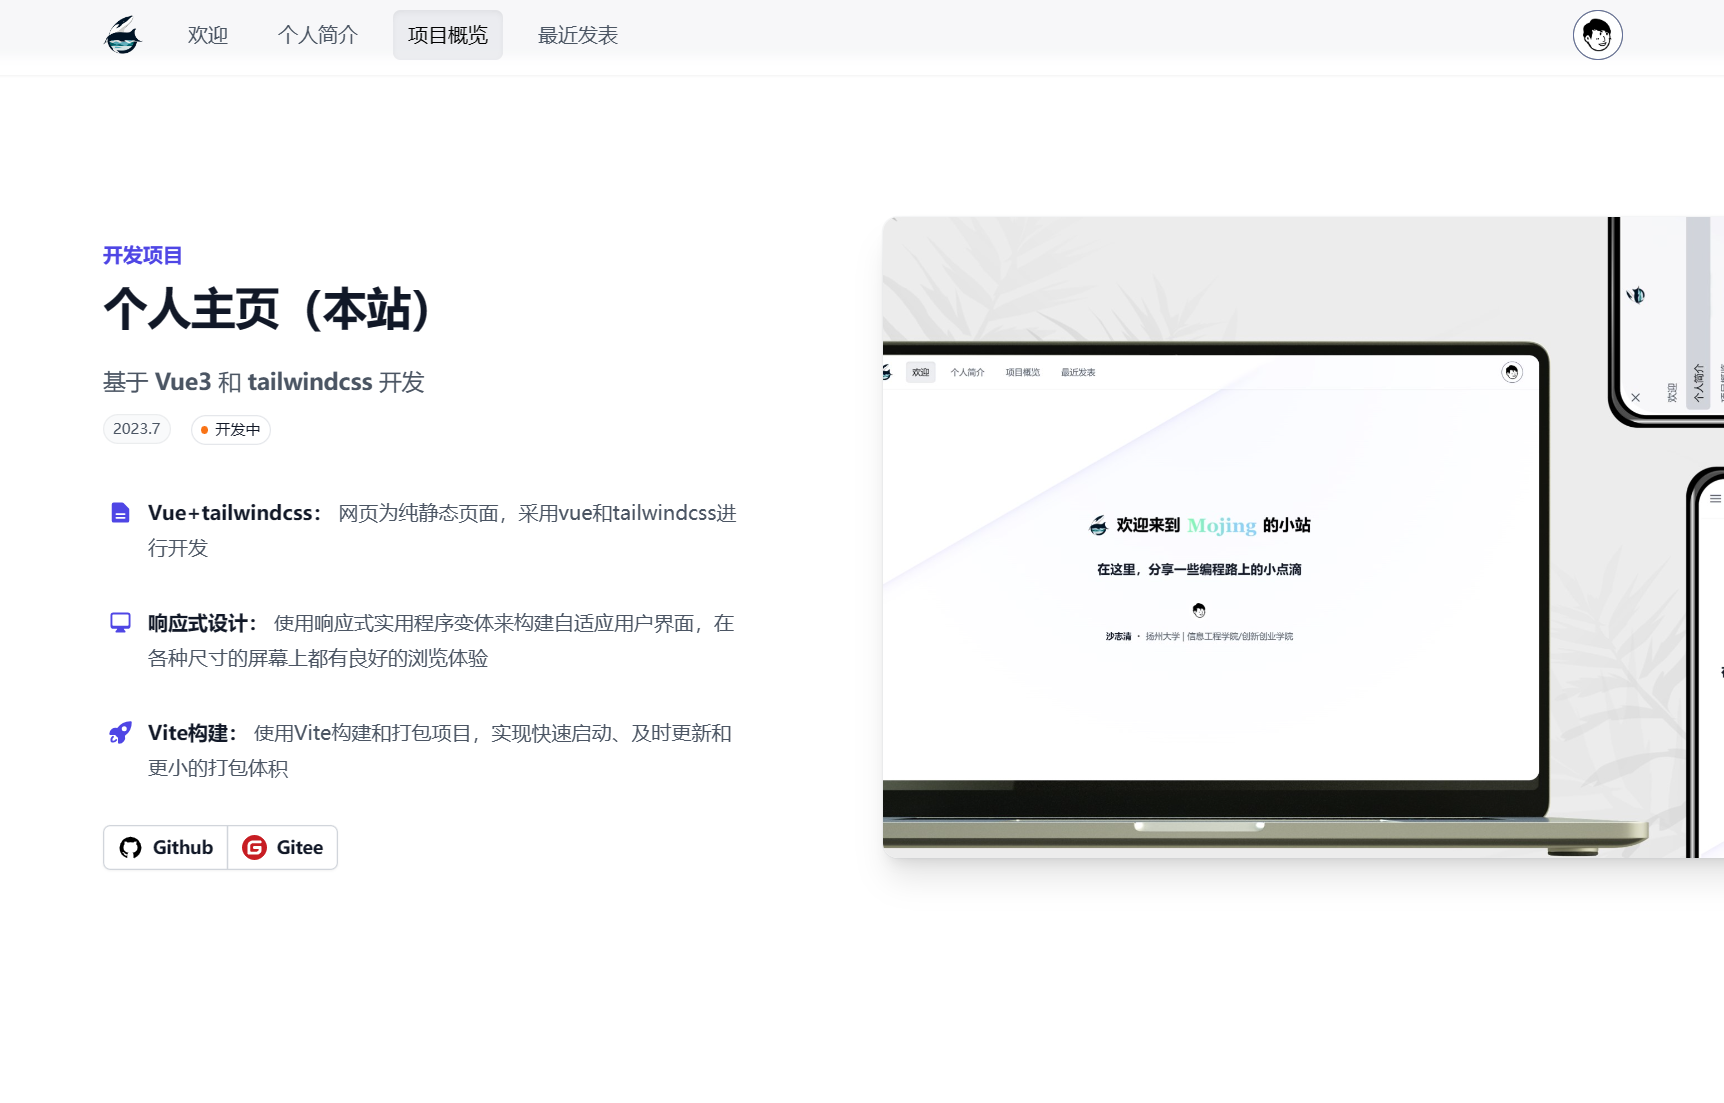 欢迎
个人简介
项目概览
最近发表
开发项目
个人主页（本站）
基于 Vue3 和 tailwindcss 开发
2023.7
开发中
Vue+tailwindcss： 网页为纯静态页面，采用vue和tailwindcss进
行开发
响应式设计： 使用响应式实用程序变体来构建自适应用户界面，在
各种尺寸的屏幕上都有良好的浏览体验
Vite构建： 使用Vite构建和打包项目，实现快速启动、及时更新和
更小的打包体积
Github
Gitee
欢迎
个人简介
项目概览
最近发表
欢迎来到 Mojing 的小站
在这里，分享一些编程路上的小点滴
沙志清 · 扬州大学 | 信息工程学院/创新创业学院
欢迎
个人简介